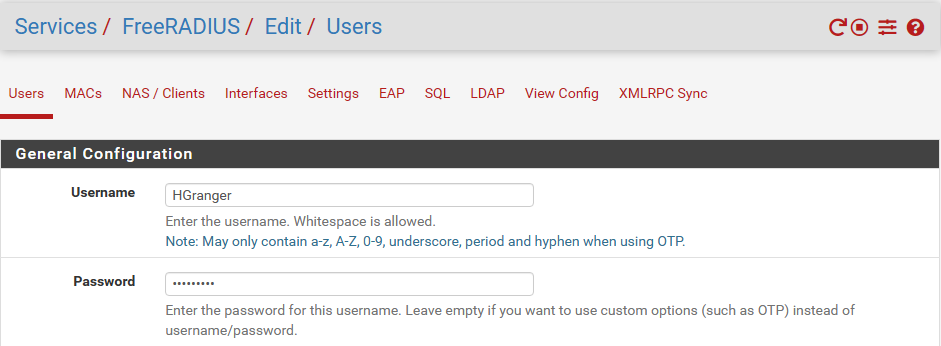 Services / FreeRADIUS / Edit / Users
Users MACs NAS / Clients Interfaces Settings EAP SQL LDAP View Config XMLRPC Sync
General Configuration
Username HGranger
Enter the username. Whitespace is allowed.
Note: May only contain a-z, A-Z, 0-9, underscore, period and hyphen when using OTP.
Password •••••••••
Enter the password for this username. Leave empty if you want to use custom options (such as OTP) instead of
username/password.